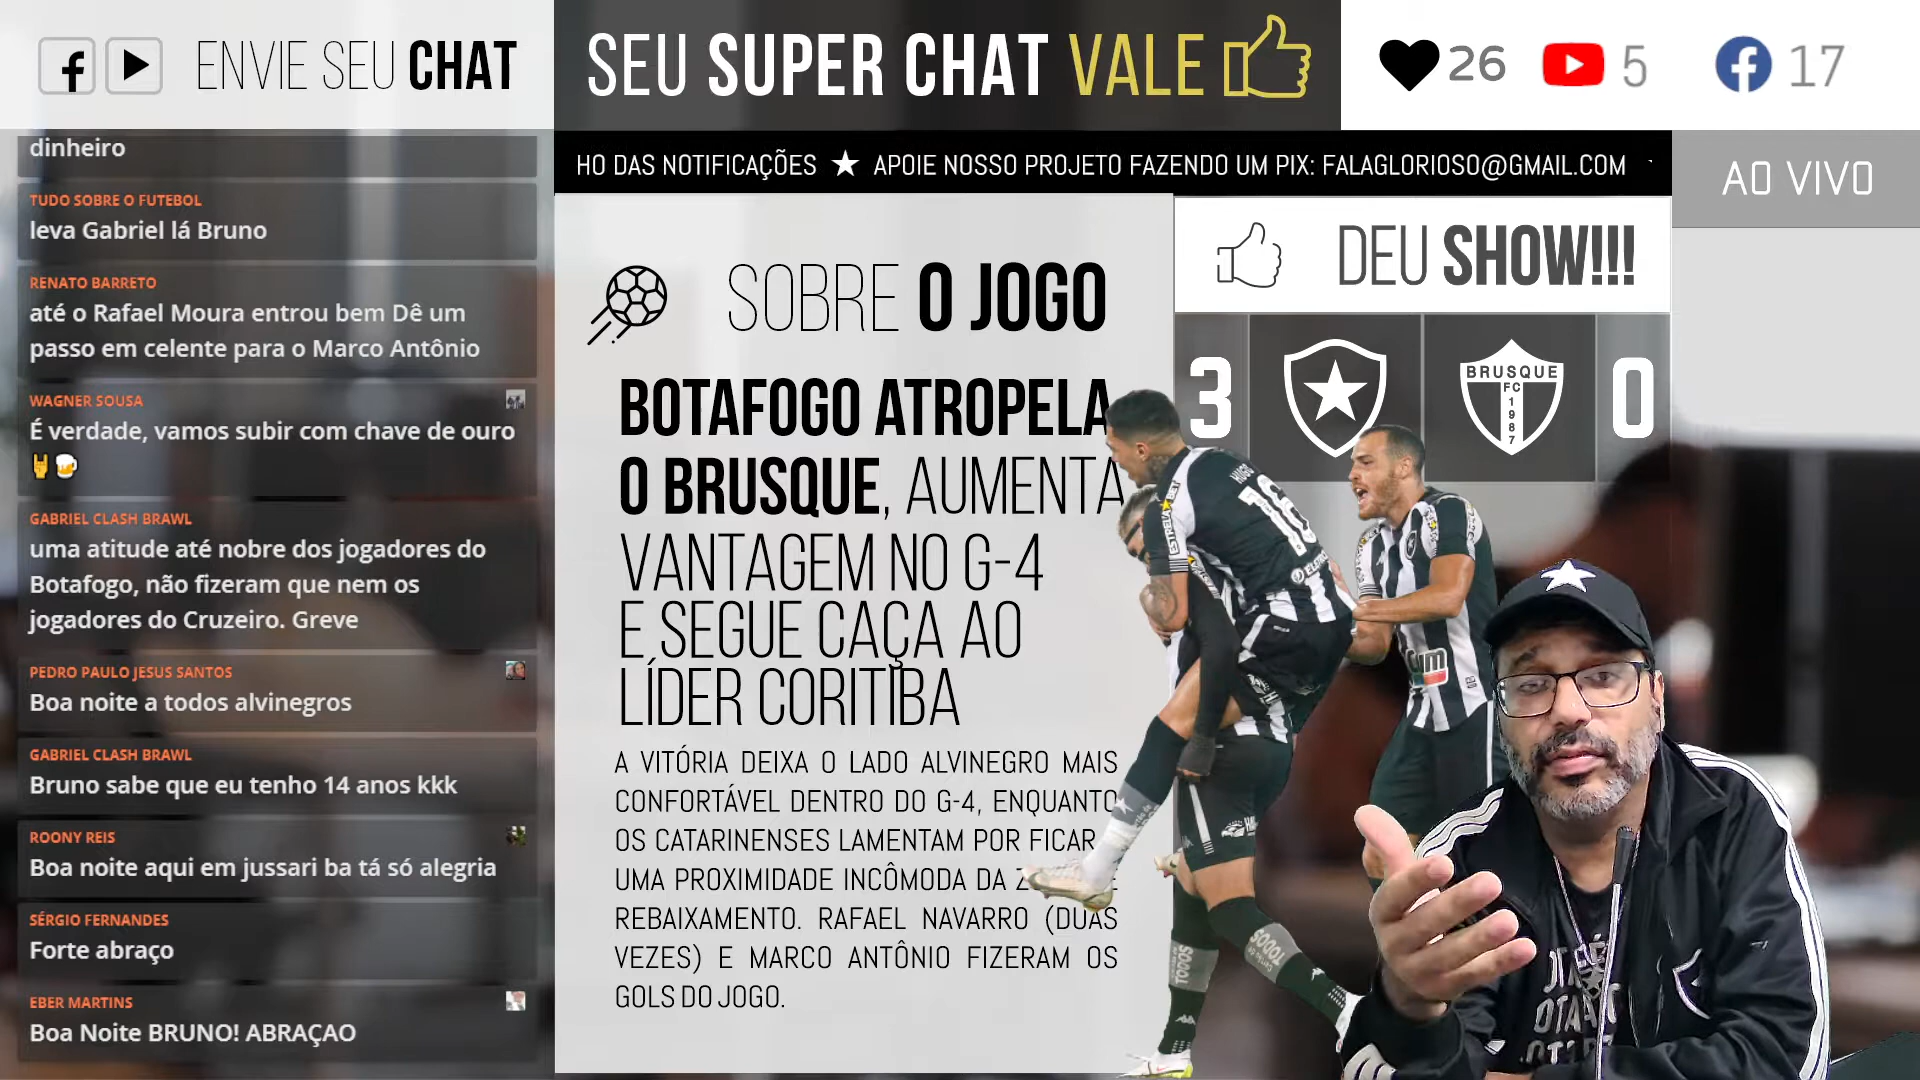 ENVIE SEU CHAT
SEU SUPER CHAT VALE
26
5
17
HO DAS NOTIFICAÇÕES ★ APOIE NOSSO PROJETO FAZENDO UM PIX: FALAGLORIOSO@GMAIL.COM
AO VIVO
dinheiro
TUDO SOBRE O FUTEBOL
leva Gabriel lá Bruno
RENATO BARRETO
até o Rafael Moura entrou bem Dê um
passo em celente para o Marco Antônio
WAGNER SOUSA
É verdade, vamos subir com chave de ouro
🤘🍺
GABRIEL CLASH BRAWL
uma atitude até nobre dos jogadores do
Botafogo, não fizeram que nem os
jogadores do Cruzeiro. Greve
PEDRO PAULO JESUS SANTOS
Boa noite a todos alvinegros
GABRIEL CLASH BRAWL
Bruno sabe que eu tenho 14 anos kkk
ROONY REIS
Boa noite aqui em jussari ba tá só alegria
SÉRGIO FERNANDES
Forte abraço
EBER MARTINS
Boa Noite BRUNO! ABRAÇAO
SOBRE O JOGO
BOTAFOGO ATROPELA
O BRUSQUE, AUMENTA
VANTAGEM NO G-4
E SEGUE CAÇA AO
LÍDER CORITIBA
A VITÓRIA DEIXA O LADO ALVINEGRO MAIS
CONFORTÁVEL DENTRO DO G-4, ENQUANTO
OS CATARINENSES LAMENTAM POR FICAR
UMA PROXIMIDADE INCÔMODA DA
REBAIXAMENTO. RAFAEL NAVARRO (DUAS
VEZES) E MARCO ANTÔNIO FIZERAM OS
GOLS DO JOGO.
DEU SHOW!!!
3
BRUSQUE
FC
1987
0
HUGO
16
ESTRELA BET
TODOS
TODOS